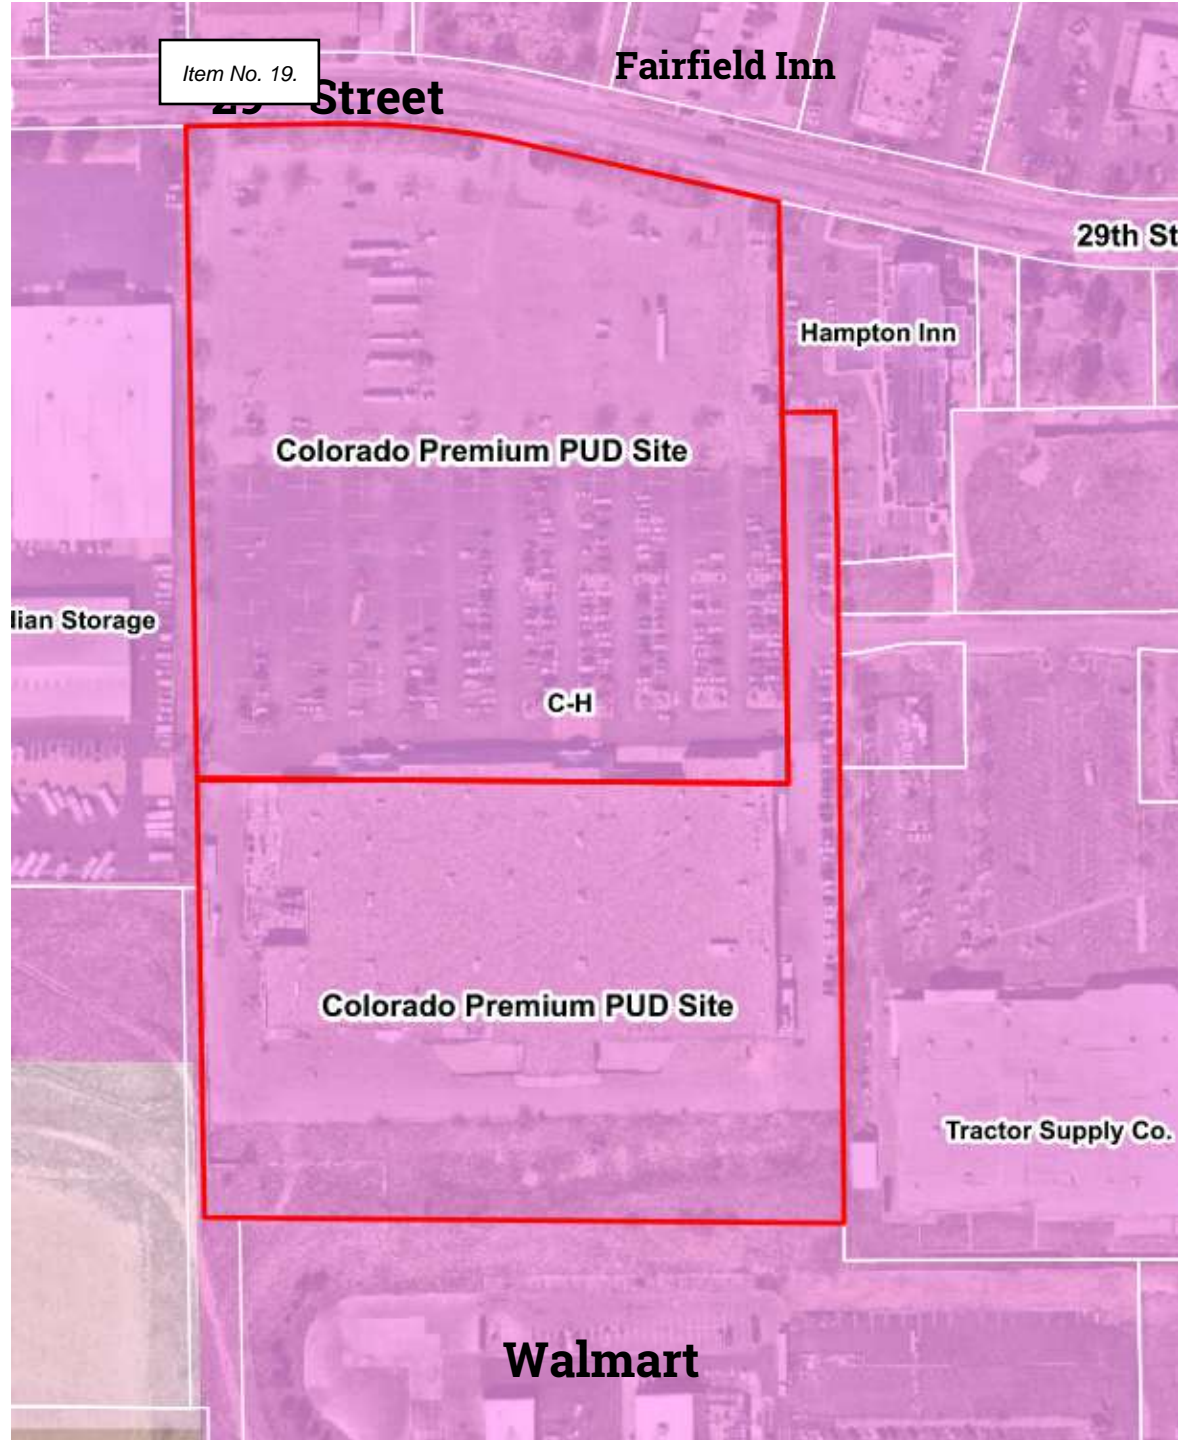 Fairfield Inn
Item No. 19.
Street
29th St
Hampton Inn
Colorado Premium PUD Site
lian Storage
C-H
Colorado Premium PUD Site
Tractor Supply Co.
Walmart